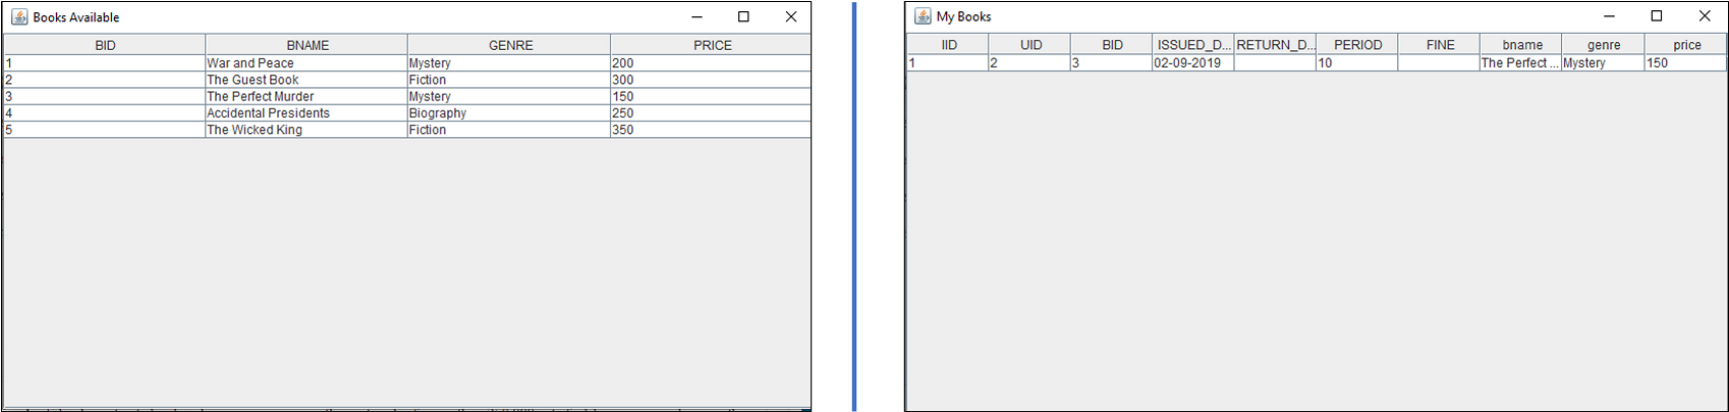 Books Available
BID BNAME GENRE PRICE
1 War and Peace Mystery 200
2 The Guest Book Fiction 300
3 The Perfect Murder Mystery 150
4 Accidental Presidents Biography 250
5 The Wicked King Fiction 350
My Books
IID UID BID ISSUED_D... RETURN_D... PERIOD FINE bname genre price
1 2 3 02-09-2019 10 The Perfect ... Mystery 150